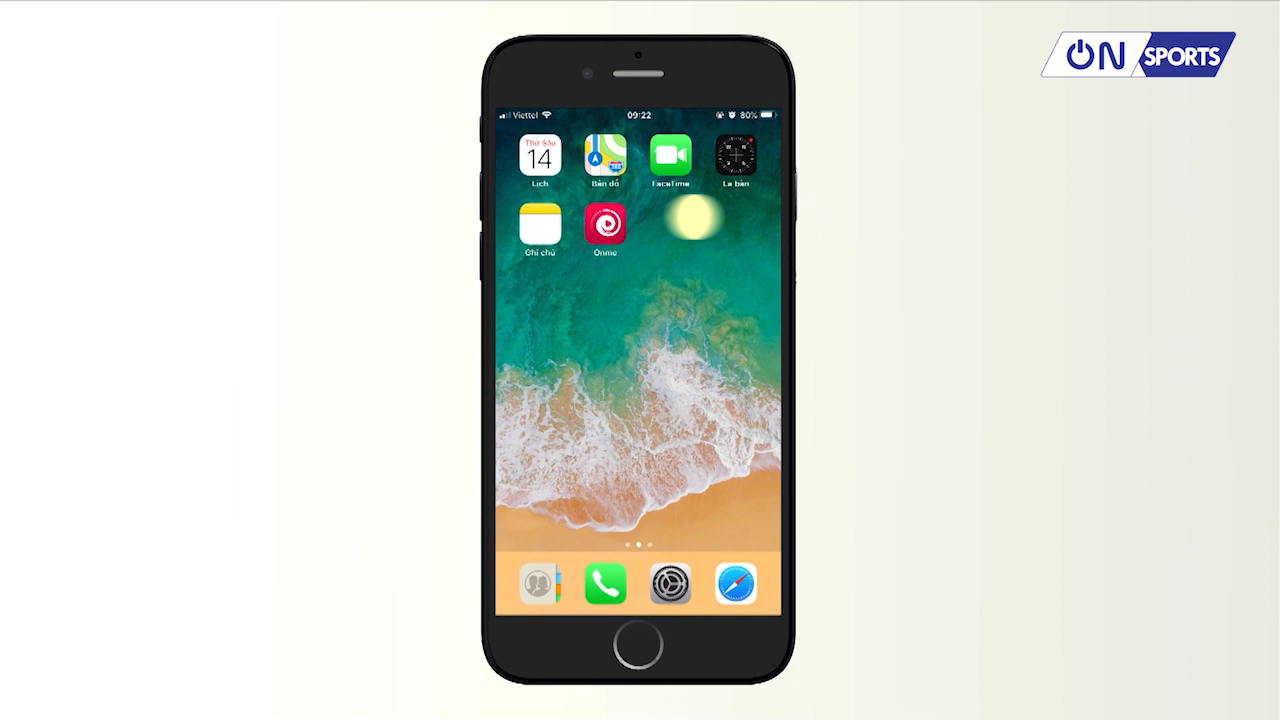 ON SPORTS
Viettel 09:22 80%
Thứ Sáu
14
Lịch Bản đồ FaceTime La bàn
Ghi chú Onme